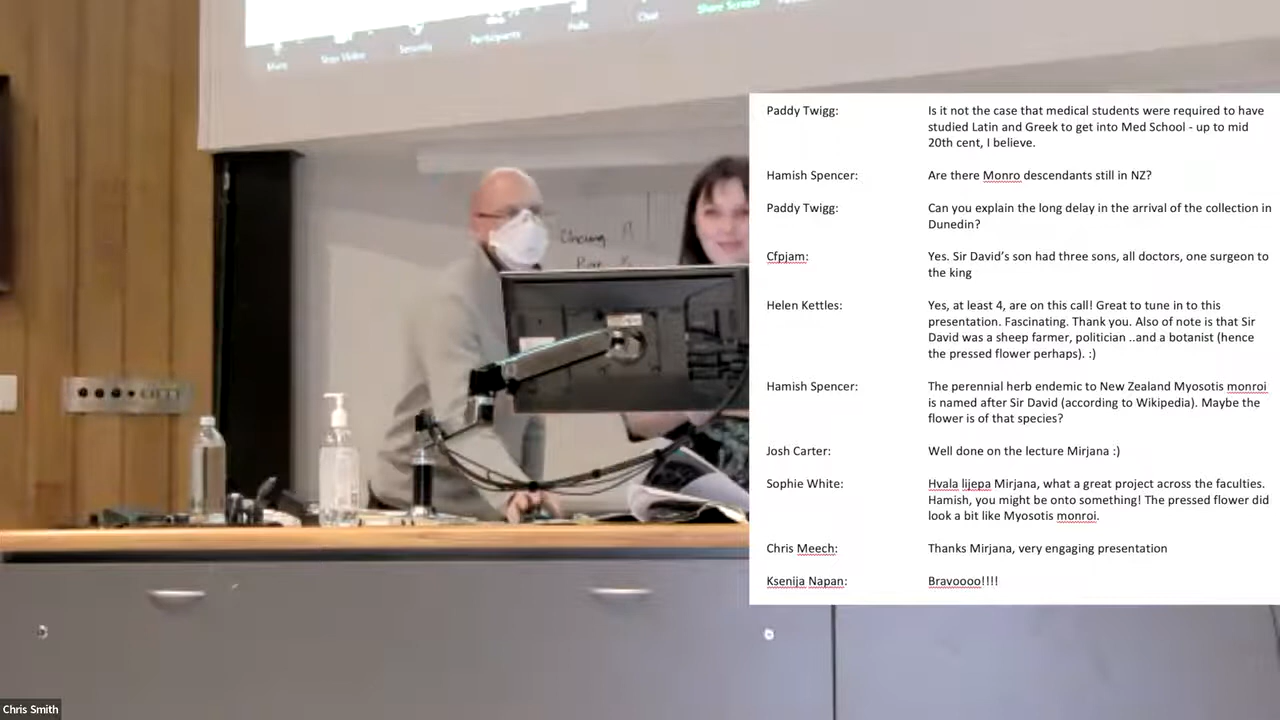 Mute
Stop Video
Security
Participants
Polls
Chat
Share Screen
Paddy Twigg: Is it not the case that medical students were required to have
studied Latin and Greek to get into Med School - up to mid
20th cent, I believe.
Hamish Spencer: Are there Monro descendants still in NZ?
Paddy Twigg: Can you explain the long delay in the arrival of the collection in
Dunedin?
Cfpjam: Yes. Sir David's son had three sons, all doctors, one surgeon to
the king
Helen Kettles: Yes, at least 4, are on this call! Great to tune in to this
presentation. Fascinating. Thank you. Also of note is that Sir
David was a sheep farmer, politician ..and a botanist (hence
the pressed flower perhaps). :)
Hamish Spencer: The perennial herb endemic to New Zealand Myosotis monroi
is named after Sir David (according to Wikipedia). Maybe the
flower is of that species?
Josh Carter: Well done on the lecture Mirjana :)
Sophie White: Hvala lijepa Mirjana, what a great project across the faculties.
Hamish, you might be onto something! The pressed flower did
look a bit like Myosotis monroi.
Chris Meech: Thanks Mirjana, very engaging presentation
Ksenija Napan: Bravoooo!!!!
Chris Smith